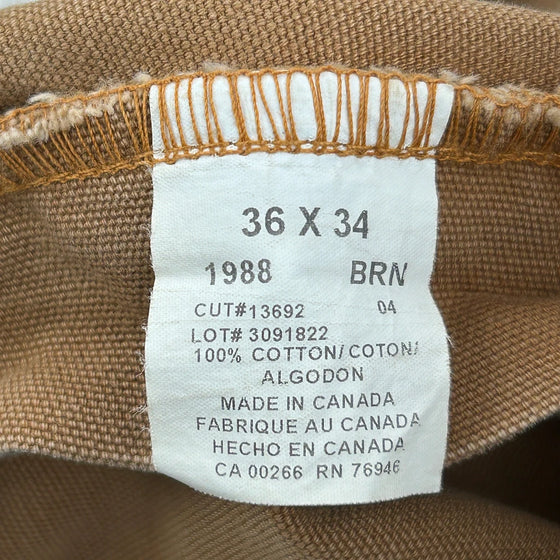 36 X 34
1988 BRN
CUT#13692 04
LOT# 3091822
100% COTTON/COTON/
ALGODON
MADE IN CANADA
FABRIQUE AU CANADA
HECHO EN CANADA
CA 00266 RN 76946